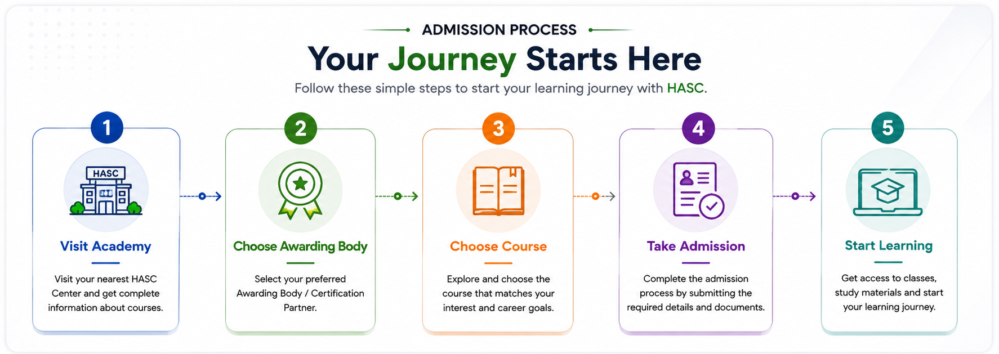 ADMISSION PROCESS
Your Journey Starts Here
Follow these simple steps to start your learning journey with HASC.
1
HASC
Visit Academy
Visit your nearest HASC
Center and get complete
information about courses.
2
Choose Awarding Body
Select your preferred
Awarding Body / Certification
Partner.
3
Choose Course
Explore and choose the
course that matches your
interest and career goals.
4
Take Admission
Complete the admission
process by submitting the
required details and documents.
5
Start Learning
Get access to classes,
study materials and start
your learning journey.